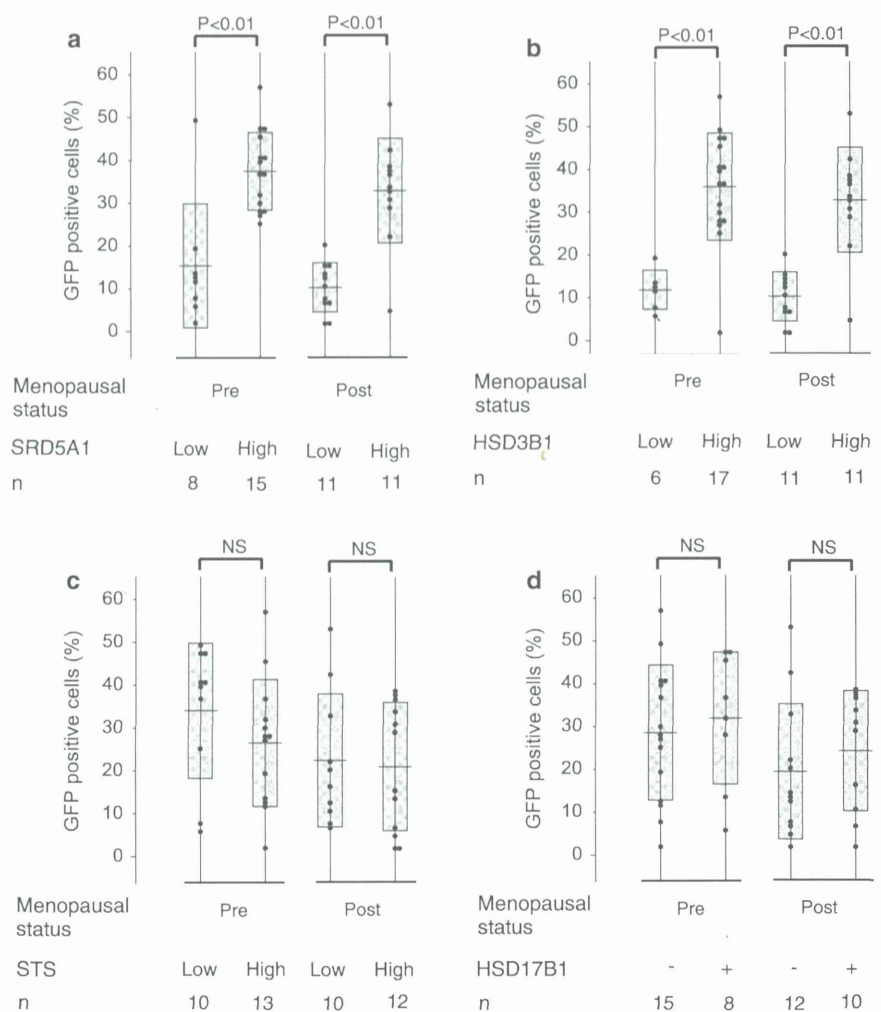 a
P<0.01 P<0.01
GFP positive cells (%)
60
50
40
30
20
10
0
Menopausal status Pre Post
SRD5A1 Low High Low High
n 8 15 11 11
b
P<0.01 P<0.01
GFP positive cells (%)
60
50
40
30
20
10
0
Menopausal status Pre Post
HSD3B1 Low High Low High
n 6 17 11 11
c
NS NS
GFP positive cells (%)
60
50
40
30
20
10
0
Menopausal status Pre Post
STS Low High Low High
n 10 13 10 12
d
NS NS
GFP positive cells (%)
60
50
40
30
20
10
0
Menopausal status Pre Post
HSD17B1 - + - +
n 15 8 12 10